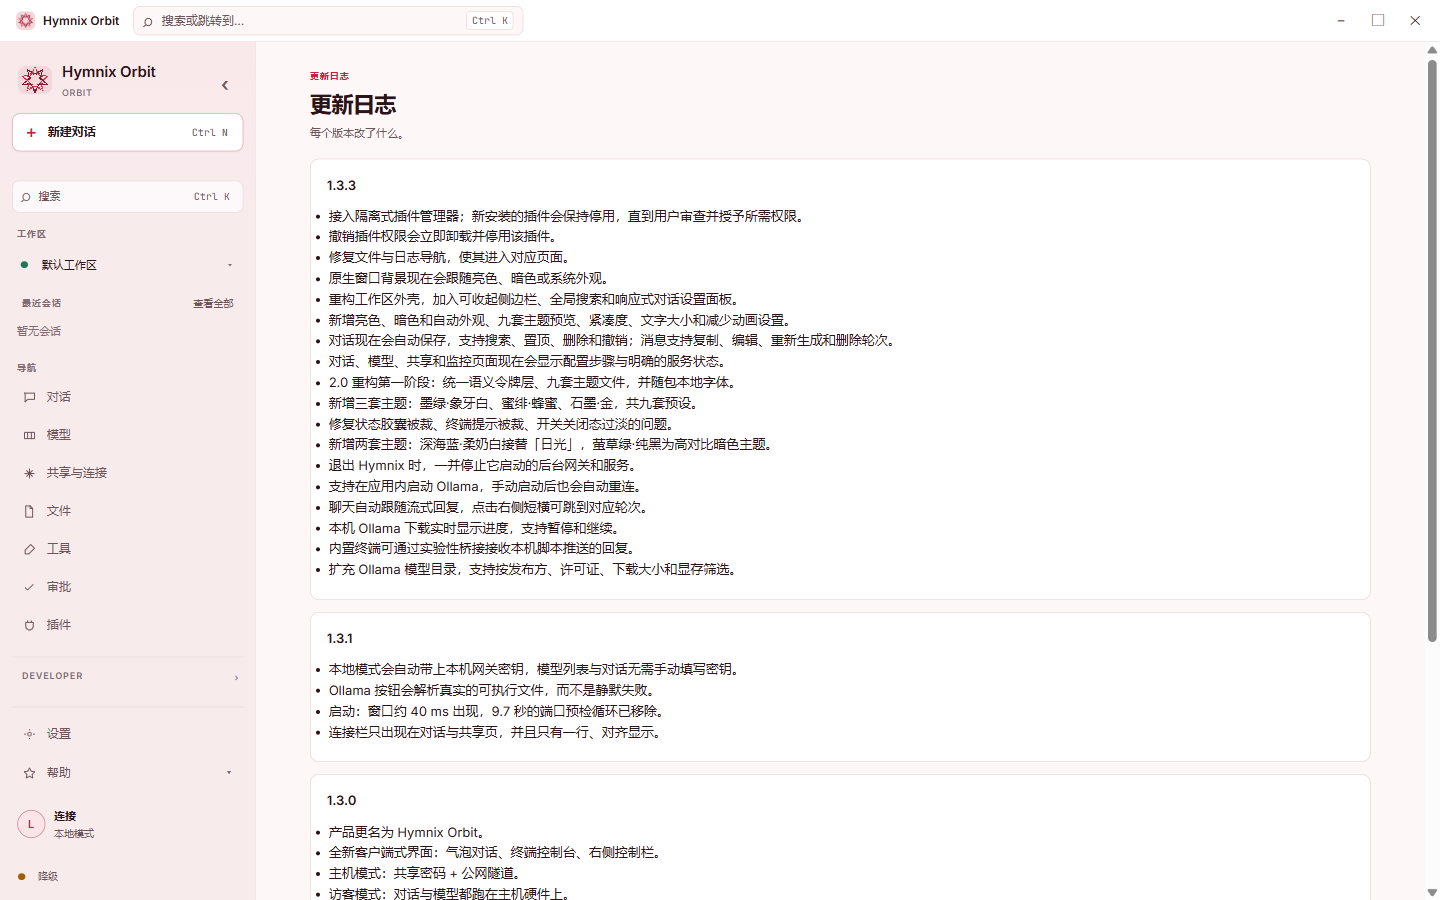 Hymnix Orbit
搜索或跳转到...
Ctrl K
Hymnix Orbit
ORBIT
新建对话
Ctrl N
搜索
Ctrl K
工作区
默认工作区
最近会话
查看全部
暂无会话
导航
对话
模型
共享与连接
文件
工具
审批
插件
DEVELOPER
设置
帮助
L
连接
本地模式
降级
更新日志
更新日志
每个版本改了什么。
1.3.3
接入隔离式插件管理器；新安装的插件会保持停用，直到用户审查并授予所需权限。
撤销插件权限会立即卸载并停用该插件。
修复文件与日志导航，使其进入对应页面。
原生窗口背景现在会跟随亮色、暗色或系统外观。
重构工作区外壳，加入可收起侧边栏、全局搜索和响应式对话设置面板。
新增亮色、暗色和自动外观、九套主题预览、紧凑度、文字大小和减少动画设置。
对话现在会自动保存，支持搜索、置顶、删除和撤销；消息支持复制、编辑、重新生成和删除轮次。
对话、模型、共享和监控页面现在会显示配置步骤与明确的服务状态。
2.0 重构第一阶段：统一语义令牌层、九套主题文件，并随包本地字体。
新增三套主题：墨绿·象牙白、蜜绯·蜂蜜、石墨·金，共九套预设。
修复状态胶囊被裁、终端提示被裁、开关关闭态过淡的问题。
新增两套主题：深海蓝·柔奶白接替「日光」，萤草绿·纯黑为高对比暗色主题。
退出 Hymnix 时，一并停止它启动的后台网关和服务。
支持在应用内启动 Ollama，手动启动后也会自动重连。
聊天自动跟随流式回复，点击右侧短横可跳到对应轮次。
本机 Ollama 下载实时显示进度，支持暂停和继续。
内置终端可通过实验性桥接接收本机脚本推送的回复。
扩充 Ollama 模型目录，支持按发布方、许可证、下载大小和显存筛选。
1.3.1
本地模式会自动带上本机网关密钥，模型列表与对话无需手动填写密钥。
Ollama 按钮会解析真实的可执行文件，而不是静默失败。
启动：窗口约 40 ms 出现，9.7 秒的端口预检循环已移除。
连接栏只出现在对话与共享页，并且只有一行、对齐显示。
1.3.0
产品更名为 Hymnix Orbit。
全新客户端式界面：气泡对话、终端控制台、右侧控制栏。
主机模式：共享密码 + 公网隧道。
访客模式：对话与模型都跑在主机硬件上。